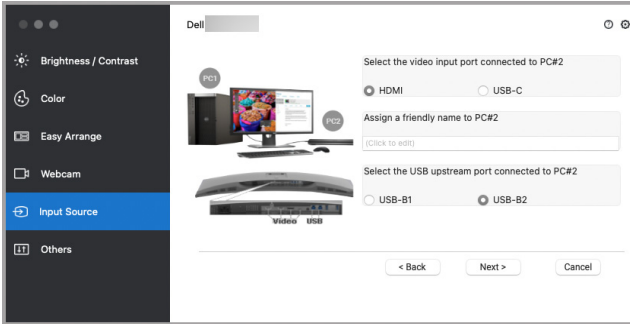 Dell
Brightness / Contrast
Color
Easy Arrange
Webcam
Input Source
Others
PC1
PC2
Video USB
Select the video input port connected to PC#2
HDMI USB-C
Assign a friendly name to PC#2
(Click to edit)
Select the USB upstream port connected to PC#2
USB-B1 USB-B2
< Back Next > Cancel